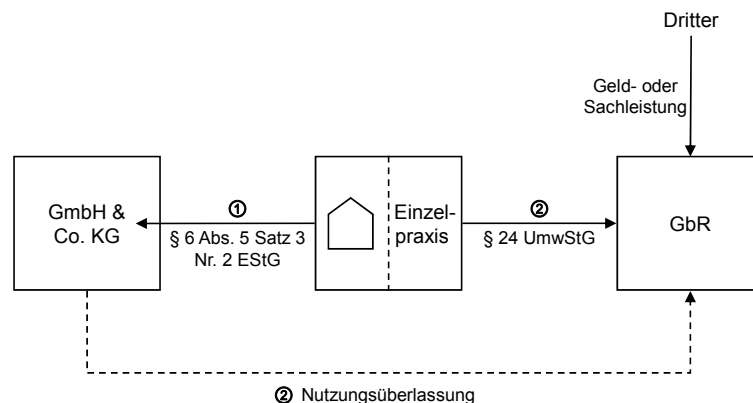 Dritter
Geld- oder
Sachleistung
GmbH &
Co. KG
①
§ 6 Abs. 5 Satz 3
Nr. 2 EStG
Einzel-
praxis
②
§ 24 UmwStG
GbR
② Nutzungsüberlassung